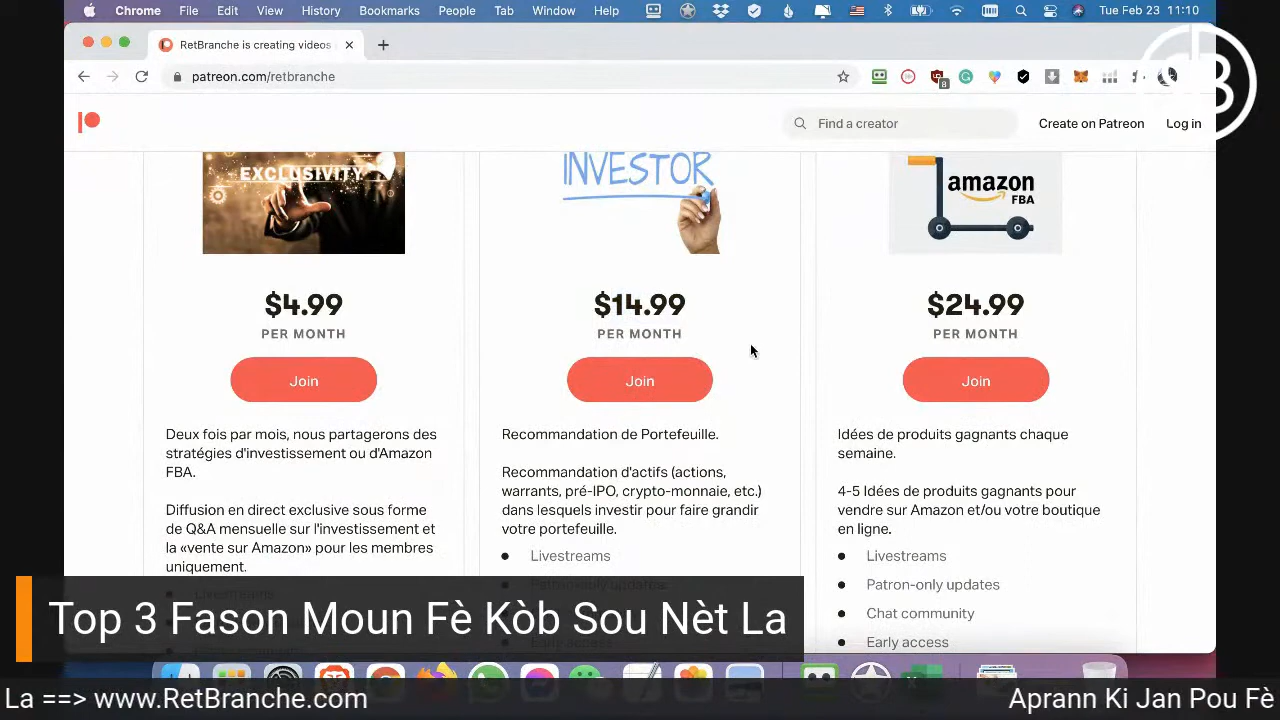 Chrome File Edit View History Bookmarks People Tab Window Help Tue Feb 23 11:10
RetBranche is creating videos
patreon.com/retbranche
8
Find a creator
Create on Patreon
Log in
EXCLUSIVITY
INVESTOR
amazon
FBA
$4.99
PER MONTH
Join
Deux fois par mois, nous partagerons des
stratégies d'investissement ou d'Amazon
FBA.
Diffusion en direct exclusive sous forme
de Q&A mensuelle sur l'investissement et
la «vente sur Amazon» pour les membres
uniquement.
Livestreams
$14.99
PER MONTH
Join
Recommandation de Portefeuille.
Recommandation d'actifs (actions,
warrants, pré-IPO, crypto-monnaie, etc.)
dans lesquels investir pour faire grandir
votre portefeuille.
Livestreams
Patron-only updates
Early access
$24.99
PER MONTH
Join
Idées de produits gagnants chaque
semaine.
4-5 Idées de produits gagnants pour
vendre sur Amazon et/ou votre boutique
en ligne.
Livestreams
Patron-only updates
Chat community
Early access
Top 3 Fason Moun Fè Kòb Sou Nèt La
La ==> www.RetBranche.com
Aprann Ki Jan Pou Fè